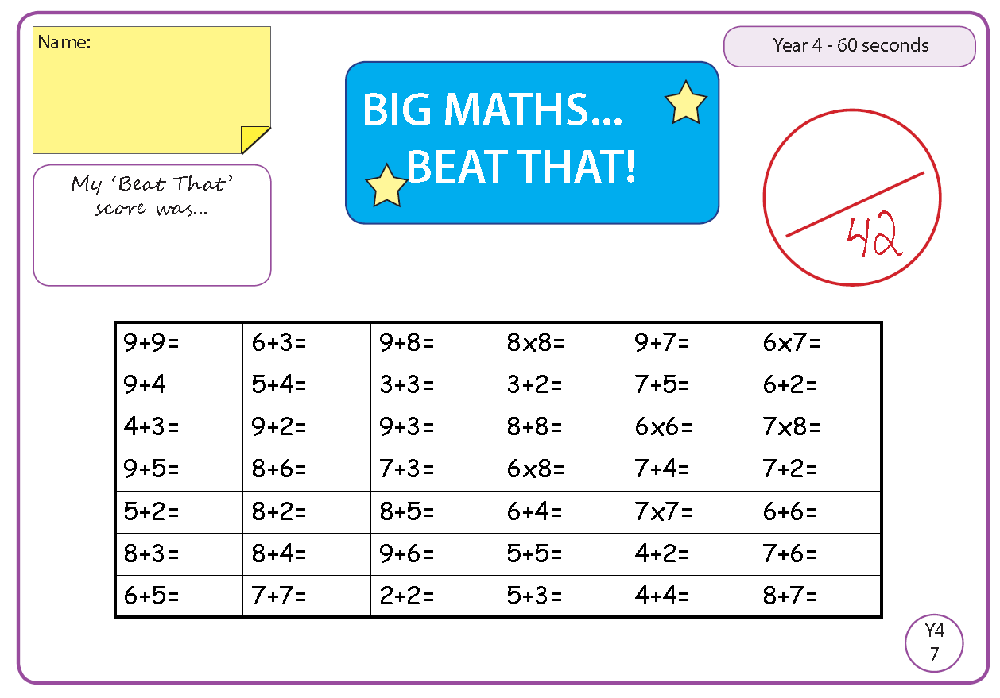 Name:
Year 4 - 60 seconds
BIG MATHS...
BEAT THAT!
My ‘Beat That’
score was...
42
9+9= 6+3= 9+8= 8x8= 9+7= 6x7=
9+4 5+4= 3+3= 3+2= 7+5= 6+2=
4+3= 9+2= 9+3= 8+8= 6x6= 7x8=
9+5= 8+6= 7+3= 6x8= 7+4= 7+2=
5+2= 8+2= 8+5= 6+4= 7x7= 6+6=
8+3= 8+4= 9+6= 5+5= 4+2= 7+6=
6+5= 7+7= 2+2= 5+3= 4+4= 8+7=
Y4
7